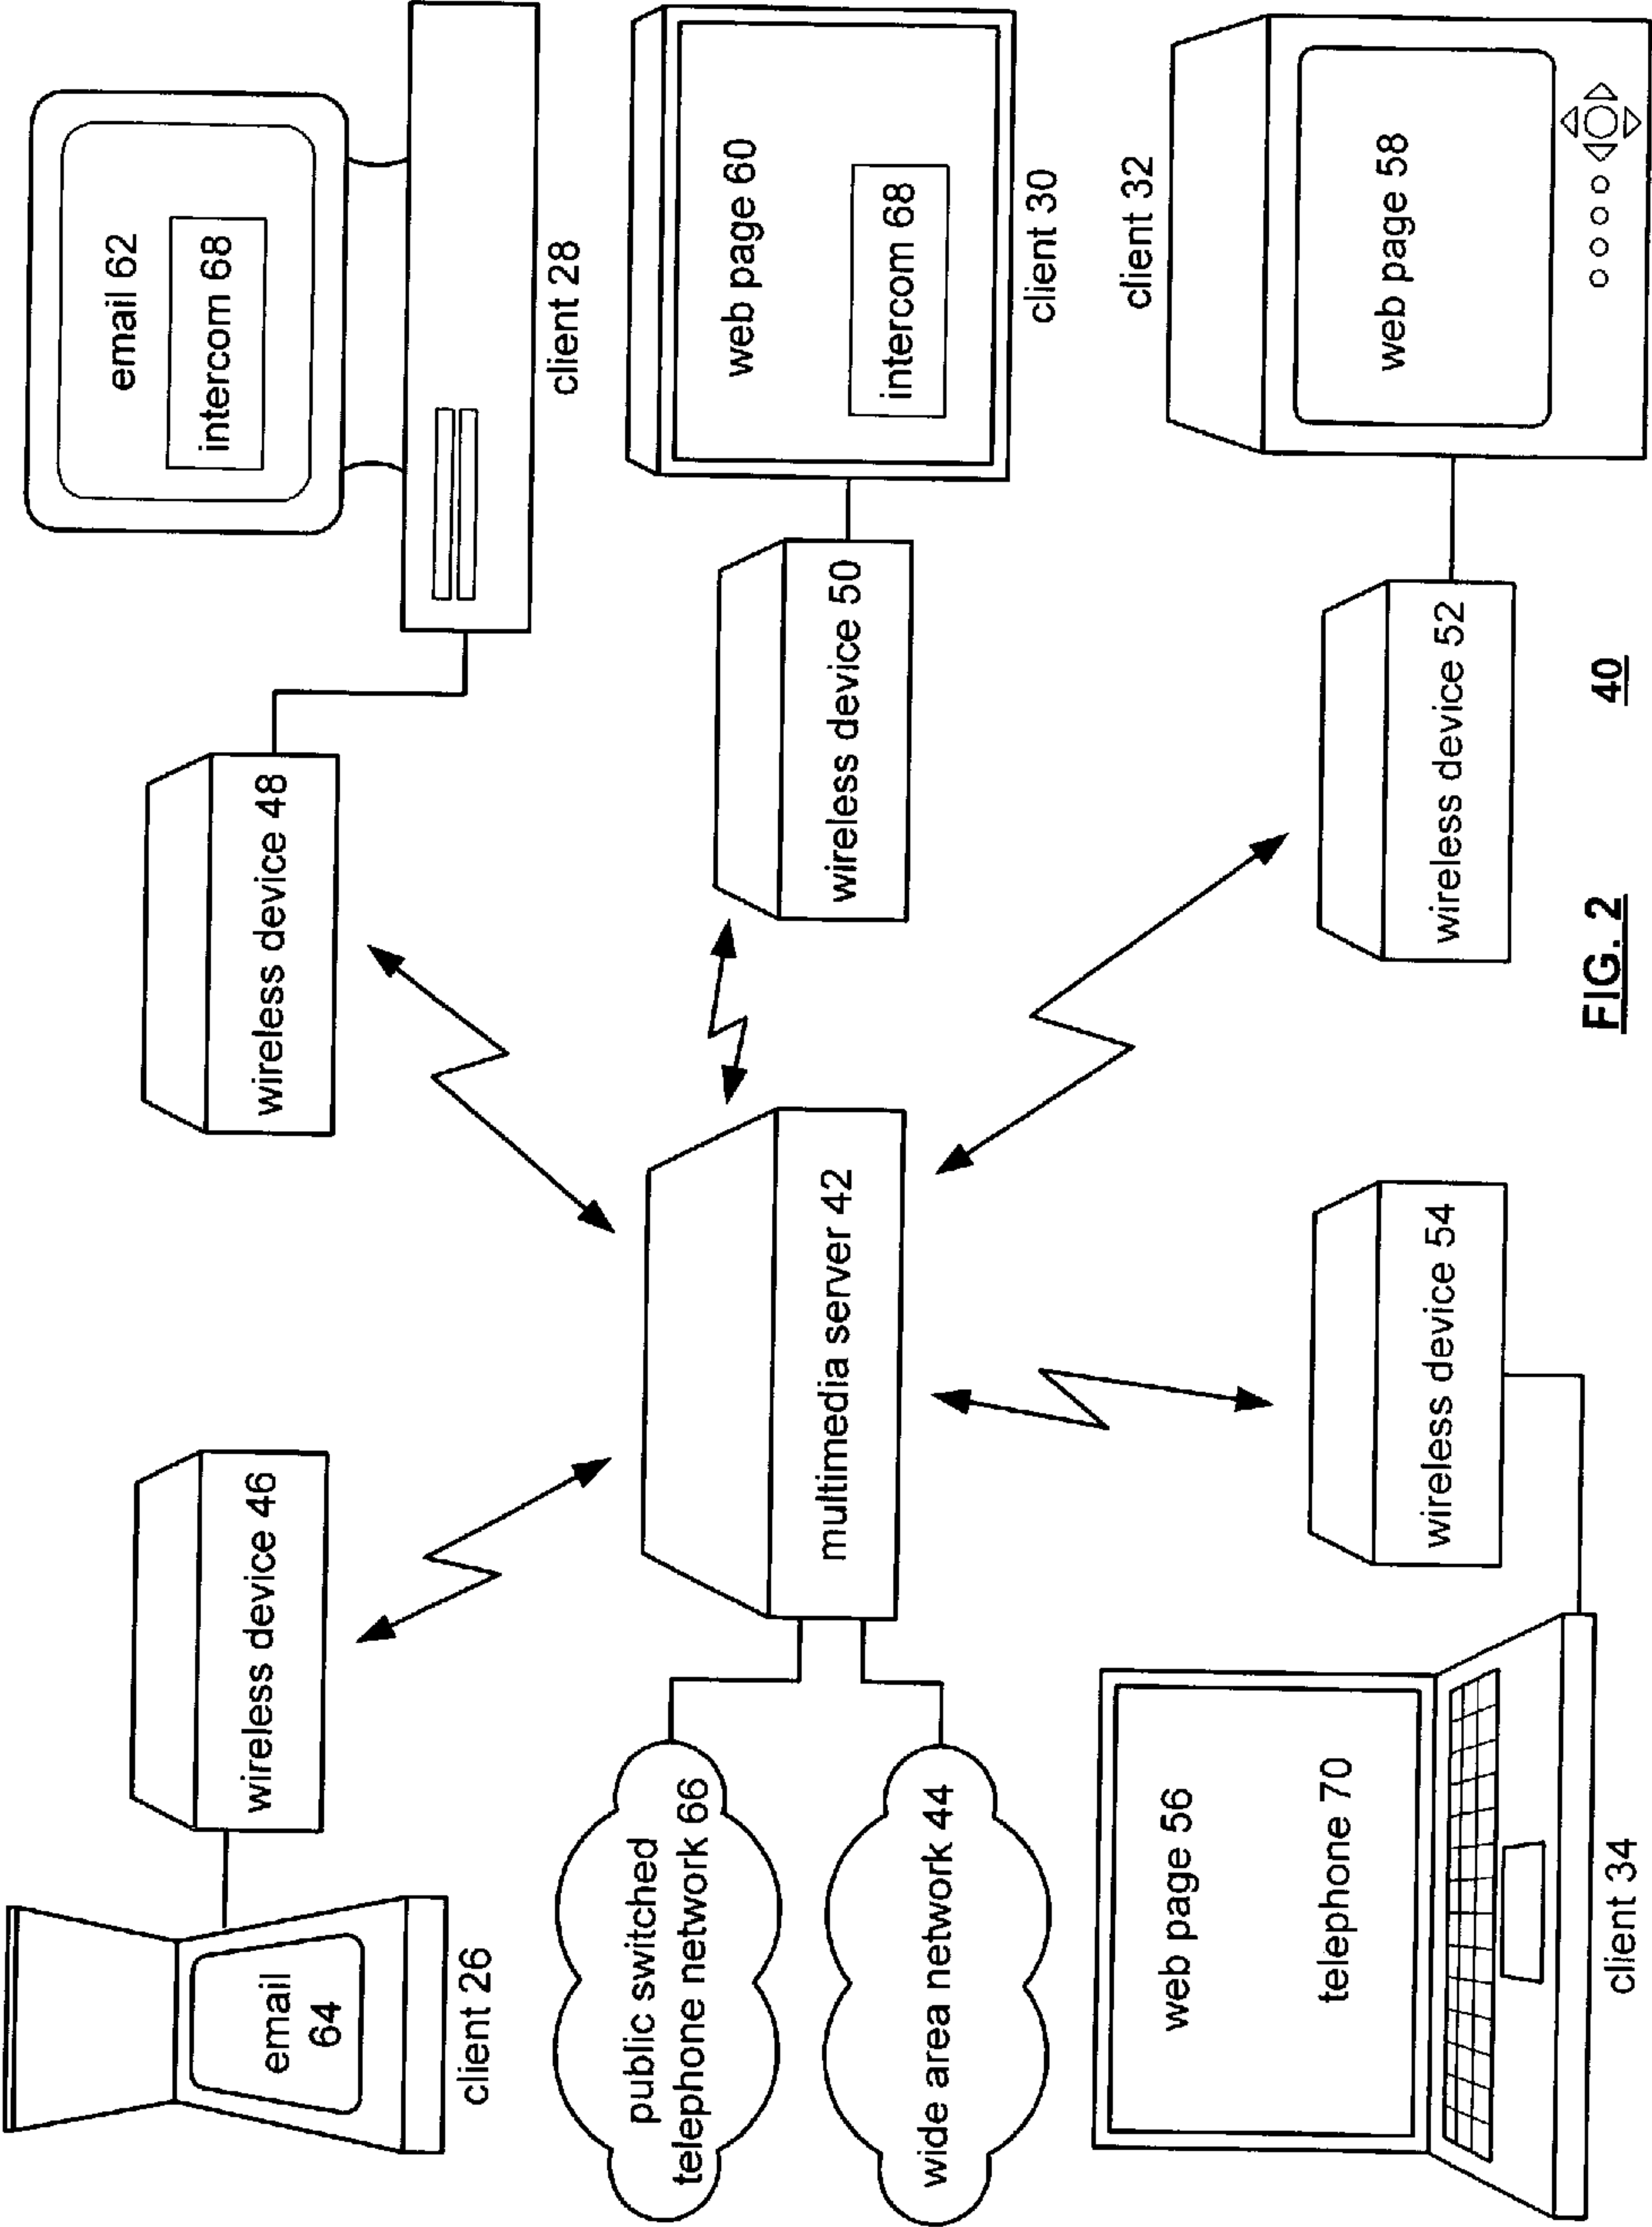 email
64
client 26
wireless device 46
wireless device 48
email 62
intercom 68
client 28
public switched
telephone network 66
wide area network 44
multimedia server 42
wireless device 50
web page 60
intercom 68
client 30
web page 56
telephone 70
client 34
wireless device 54
wireless device 52
client 32
web page 58
FIG. 2
40